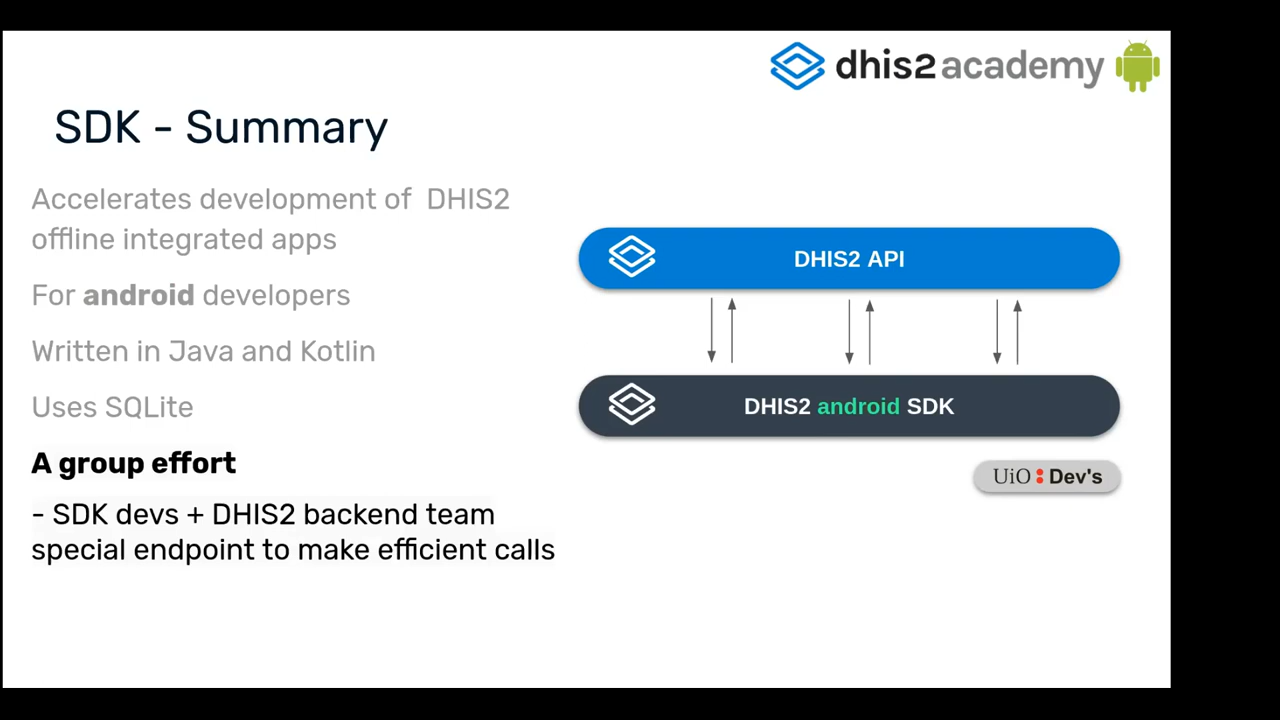 dhis2 academy
SDK - Summary
Accelerates development of DHIS2
offline integrated apps
For android developers
Written in Java and Kotlin
Uses SQLite
A group effort
- SDK devs + DHIS2 backend team
special endpoint to make efficient calls
DHIS2 API
DHIS2 android SDK
UiO : Dev's